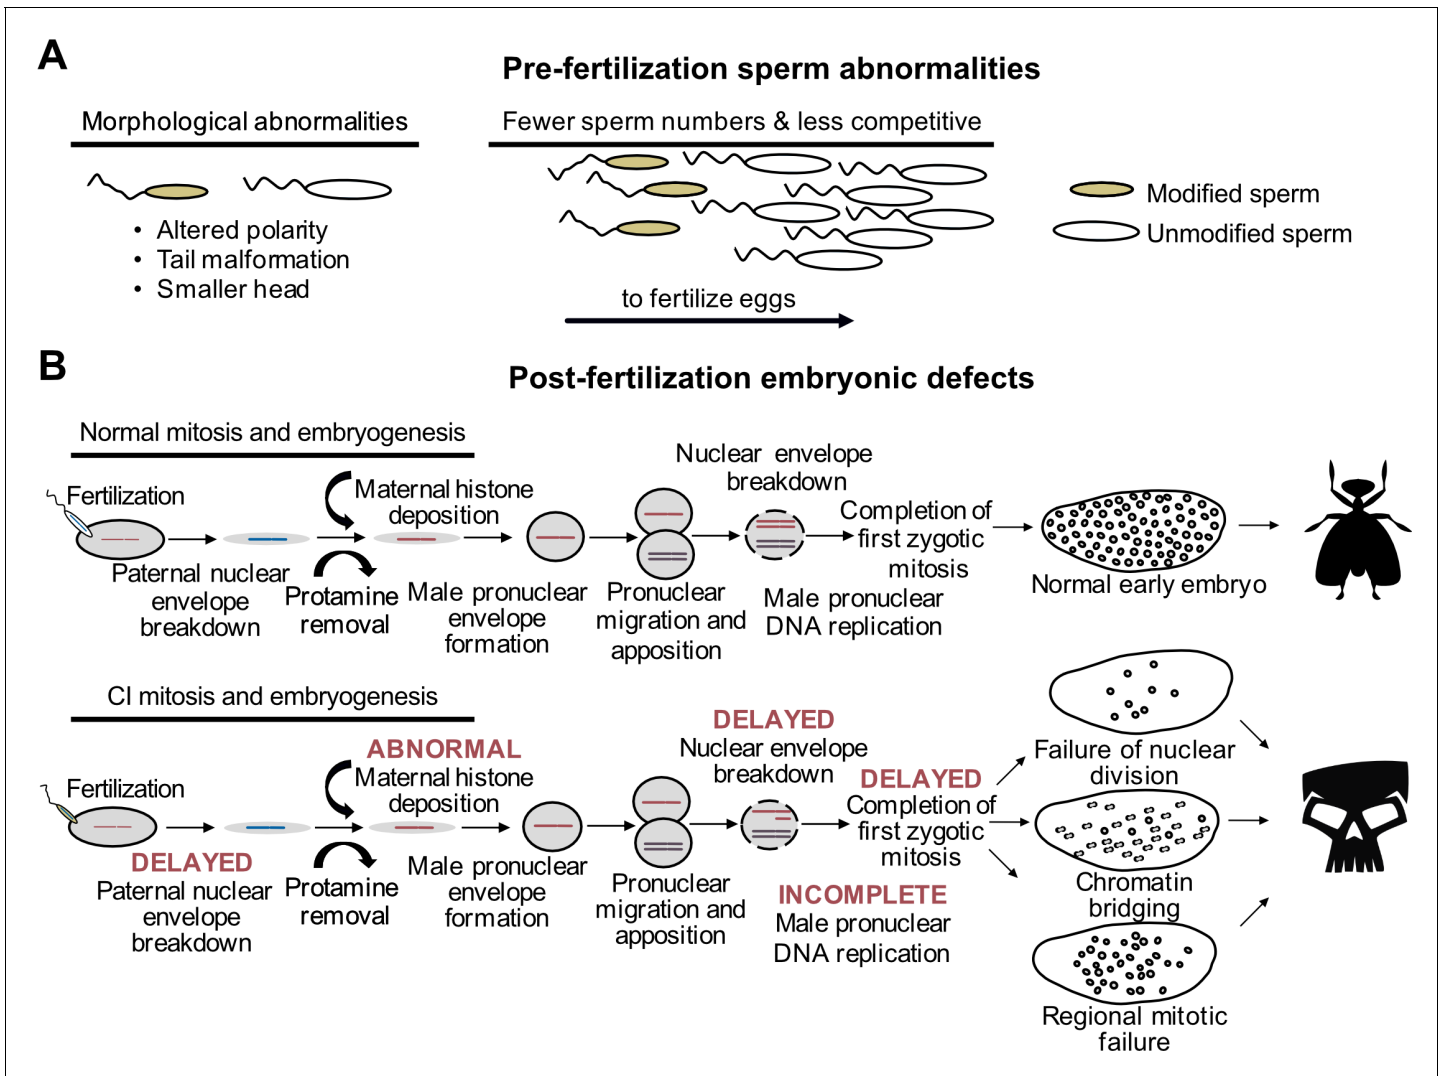 A
Pre-fertilization sperm abnormalities
Morphological abnormalities
• Altered polarity
• Tail malformation
• Smaller head
Fewer sperm numbers & less competitive
to fertilize eggs
Modified sperm
Unmodified sperm
B
Post-fertilization embryonic defects
Normal mitosis and embryogenesis
Fertilization
Paternal nuclear
envelope
breakdown
Maternal histone
deposition
Protamine
removal
Male pronuclear
envelope
formation
Pronuclear
migration and
apposition
Nuclear envelope
breakdown
Male pronuclear
DNA replication
Completion of
first zygotic
mitosis
Normal early embryo
CI mitosis and embryogenesis
Fertilization
DELAYED
Paternal nuclear
envelope
breakdown
ABNORMAL
Maternal histone
deposition
Protamine
removal
Male pronuclear
envelope
formation
Pronuclear
migration and
apposition
DELAYED
Nuclear envelope
breakdown
INCOMPLETE
Male pronuclear
DNA replication
DELAYED
Completion of
first zygotic
mitosis
Failure of nuclear
division
Chromatin
bridging
Regional mitotic
failure